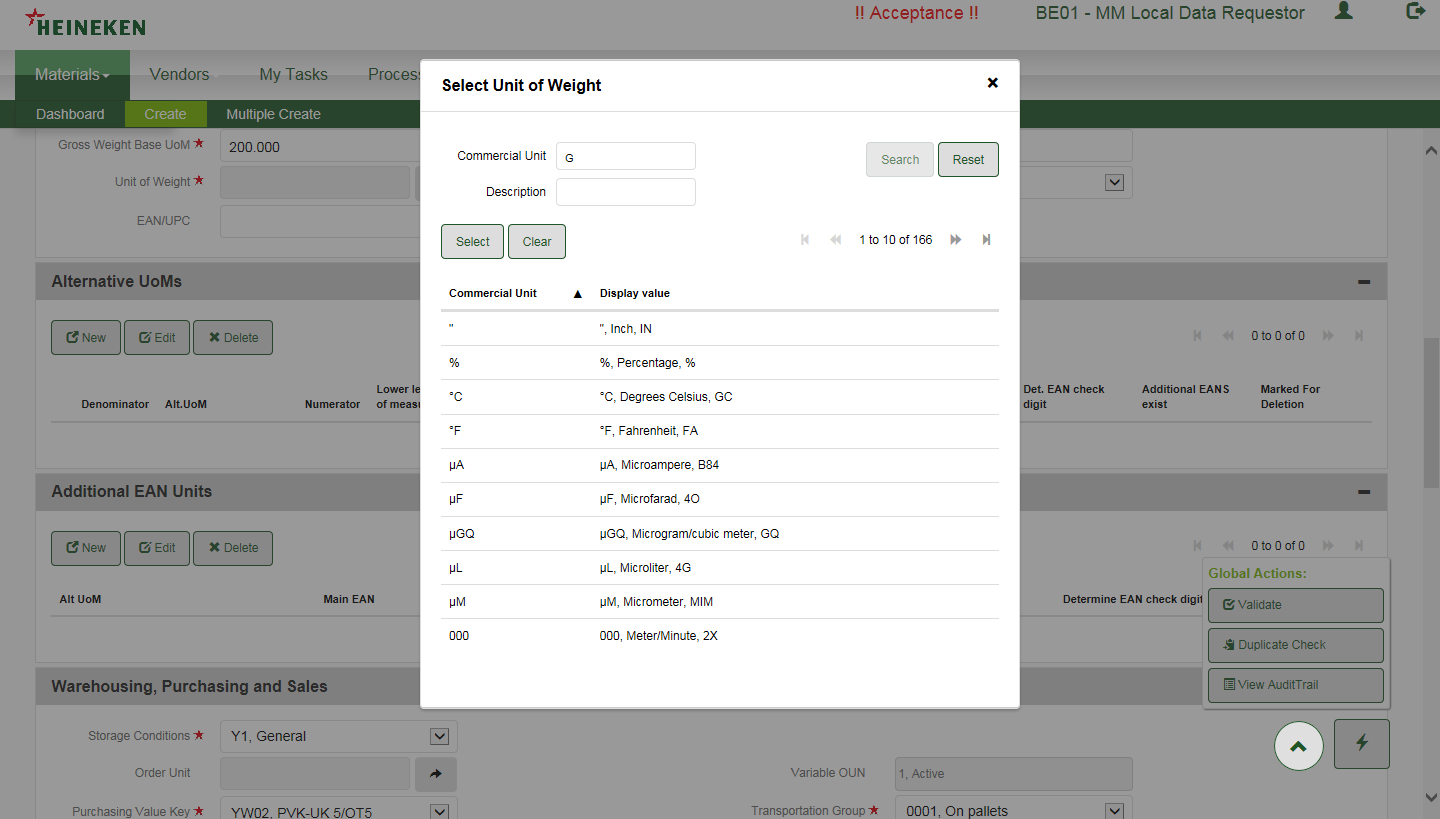 HEINEKEN
!! Acceptance !!
BE01 - MM Local Data Requestor
Materials
Vendors
My Tasks
Dashboard
Create
Multiple Create
Select Unit of Weight
Gross Weight Base UoM * 200.000
Unit of Weight *
EAN/UPC
Commercial Unit G
Description
Search
Reset
Select
Clear
1 to 10 of 166
Commercial Unit ▲ Display value
" ", Inch, IN
% %, Percentage, %
°C °C, Degrees Celsius, GC
°F °F, Fahrenheit, FA
µA µA, Microampere, B84
µF µF, Microfarad, 4O
µGQ µGQ, Microgram/cubic meter, GQ
µL µL, Microliter, 4G
µM µM, Micrometer, MIM
000 000, Meter/Minute, 2X
Alternative UoMs
New
Edit
Delete
0 to 0 of 0
Denominator
Alt.UoM
Numerator
Det. EAN check
digit
Additional EANS
exist
Marked For
Deletion
Additional EAN Units
New
Edit
Delete
0 to 0 of 0
Alt UoM
Main EAN
Determine EAN check digit
Global Actions:
Validate
Duplicate Check
View AuditTrail
Warehousing, Purchasing and Sales
Storage Conditions * Y1, General
Order Unit
Variable OUN 1, Active
Purchasing Value Key * YW02, PVK-UK 5/OT5
Transportation Group * 0001, On pallets